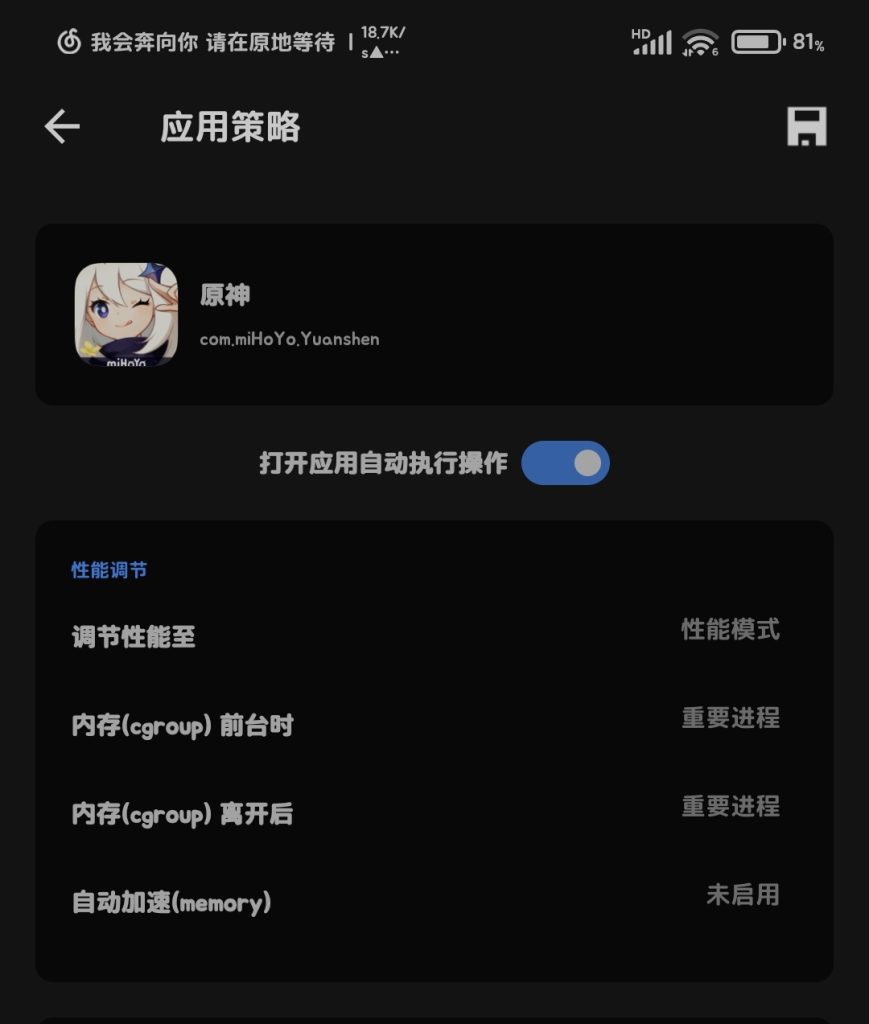 我会奔向你 请在原地等待 | 18.7K/
s▲...
HD 6 81%
应用策略
原神
miHoYo
com.miHoYo.Yuanshen
打开应用自动执行操作
性能调节
调节性能至 性能模式
内存(cgroup) 前台时 重要进程
内存(cgroup) 离开后 重要进程
自动加速(memory) 未启用